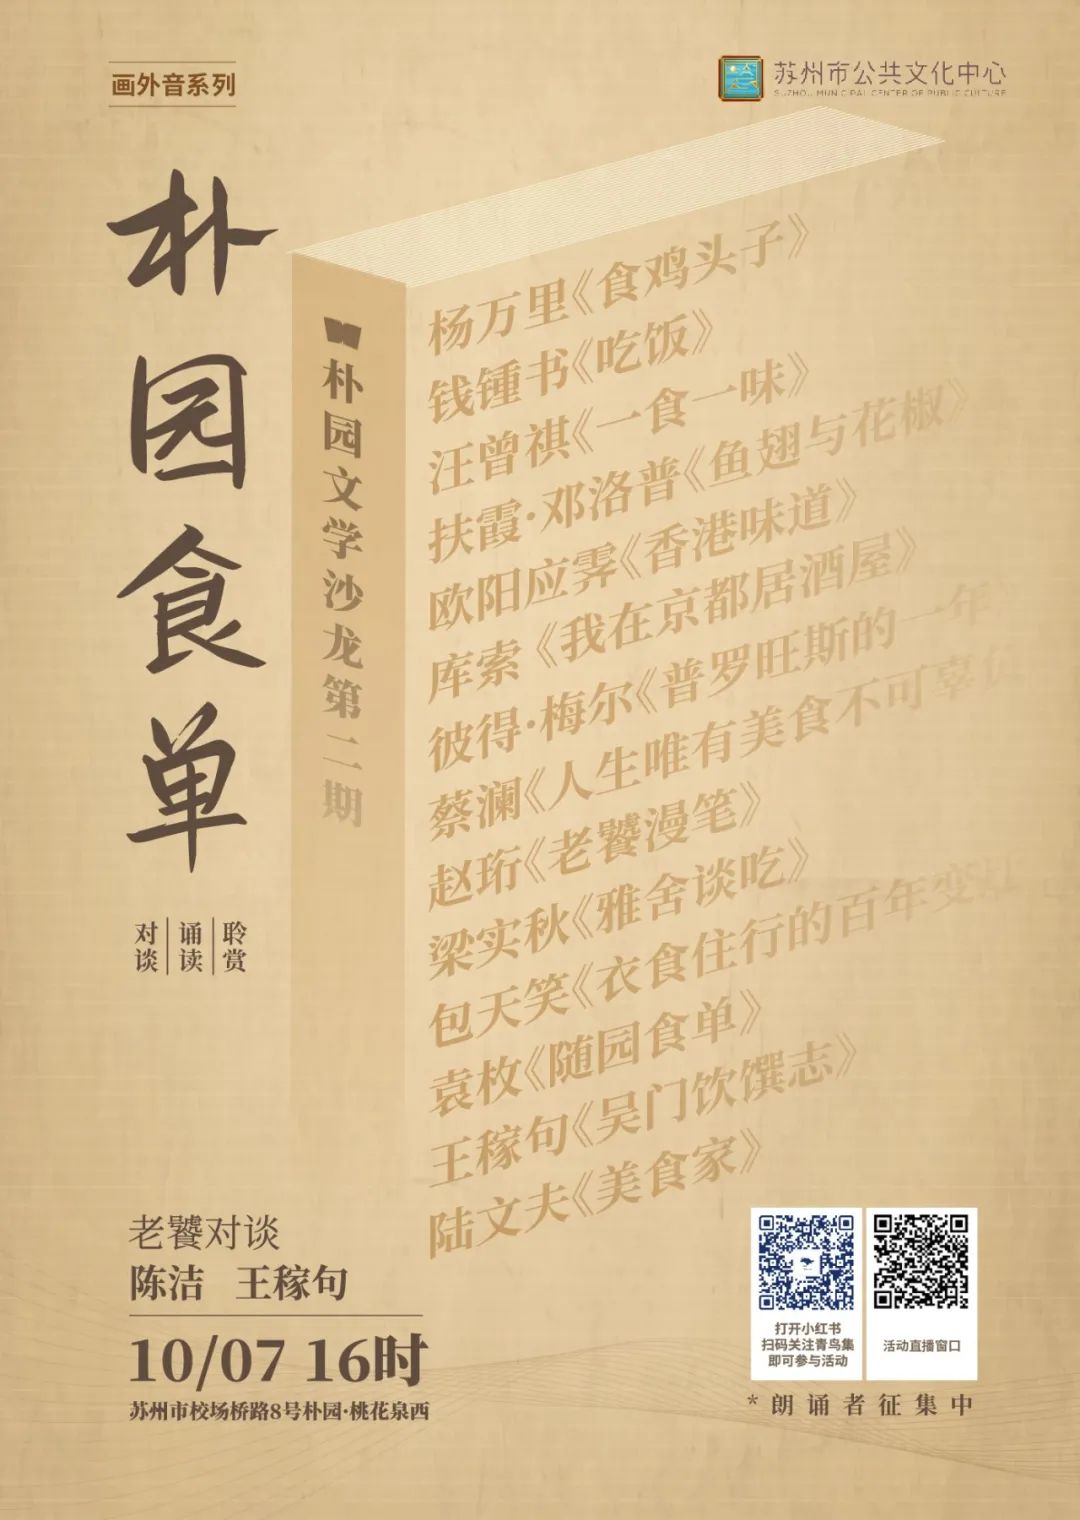 画外音系列
苏州市公共文化中心
SUZHOU MUNICIPAL CENTER OF PUBLIC CULTURE
朴园食单
对谈
诵读
聆赏
朴园文学沙龙第二期
杨万里《食鸡头子》
钱锺书《吃饭》
汪曾祺《一食一味》
扶霞·邓洛普《鱼翅与花椒》
欧阳应霁《香港味道》
库索《我在京都居酒屋》
彼得·梅尔《普罗旺斯的一年
蔡澜《人生唯有美食不可辜负
赵珩《老饕漫笔》
梁实秋《雅舍谈吃》
包天笑《衣食住行的百年变迁
袁枚《随园食单》
王稼句《吴门饮馔志》
陆文夫《美食家》
老饕对谈
陈洁 王稼句
10/07 16时
苏州市校场桥路8号朴园·桃花泉西
打开小红书
扫码关注青鸟集
即可参与活动
活动直播窗口
*朗诵者征集中